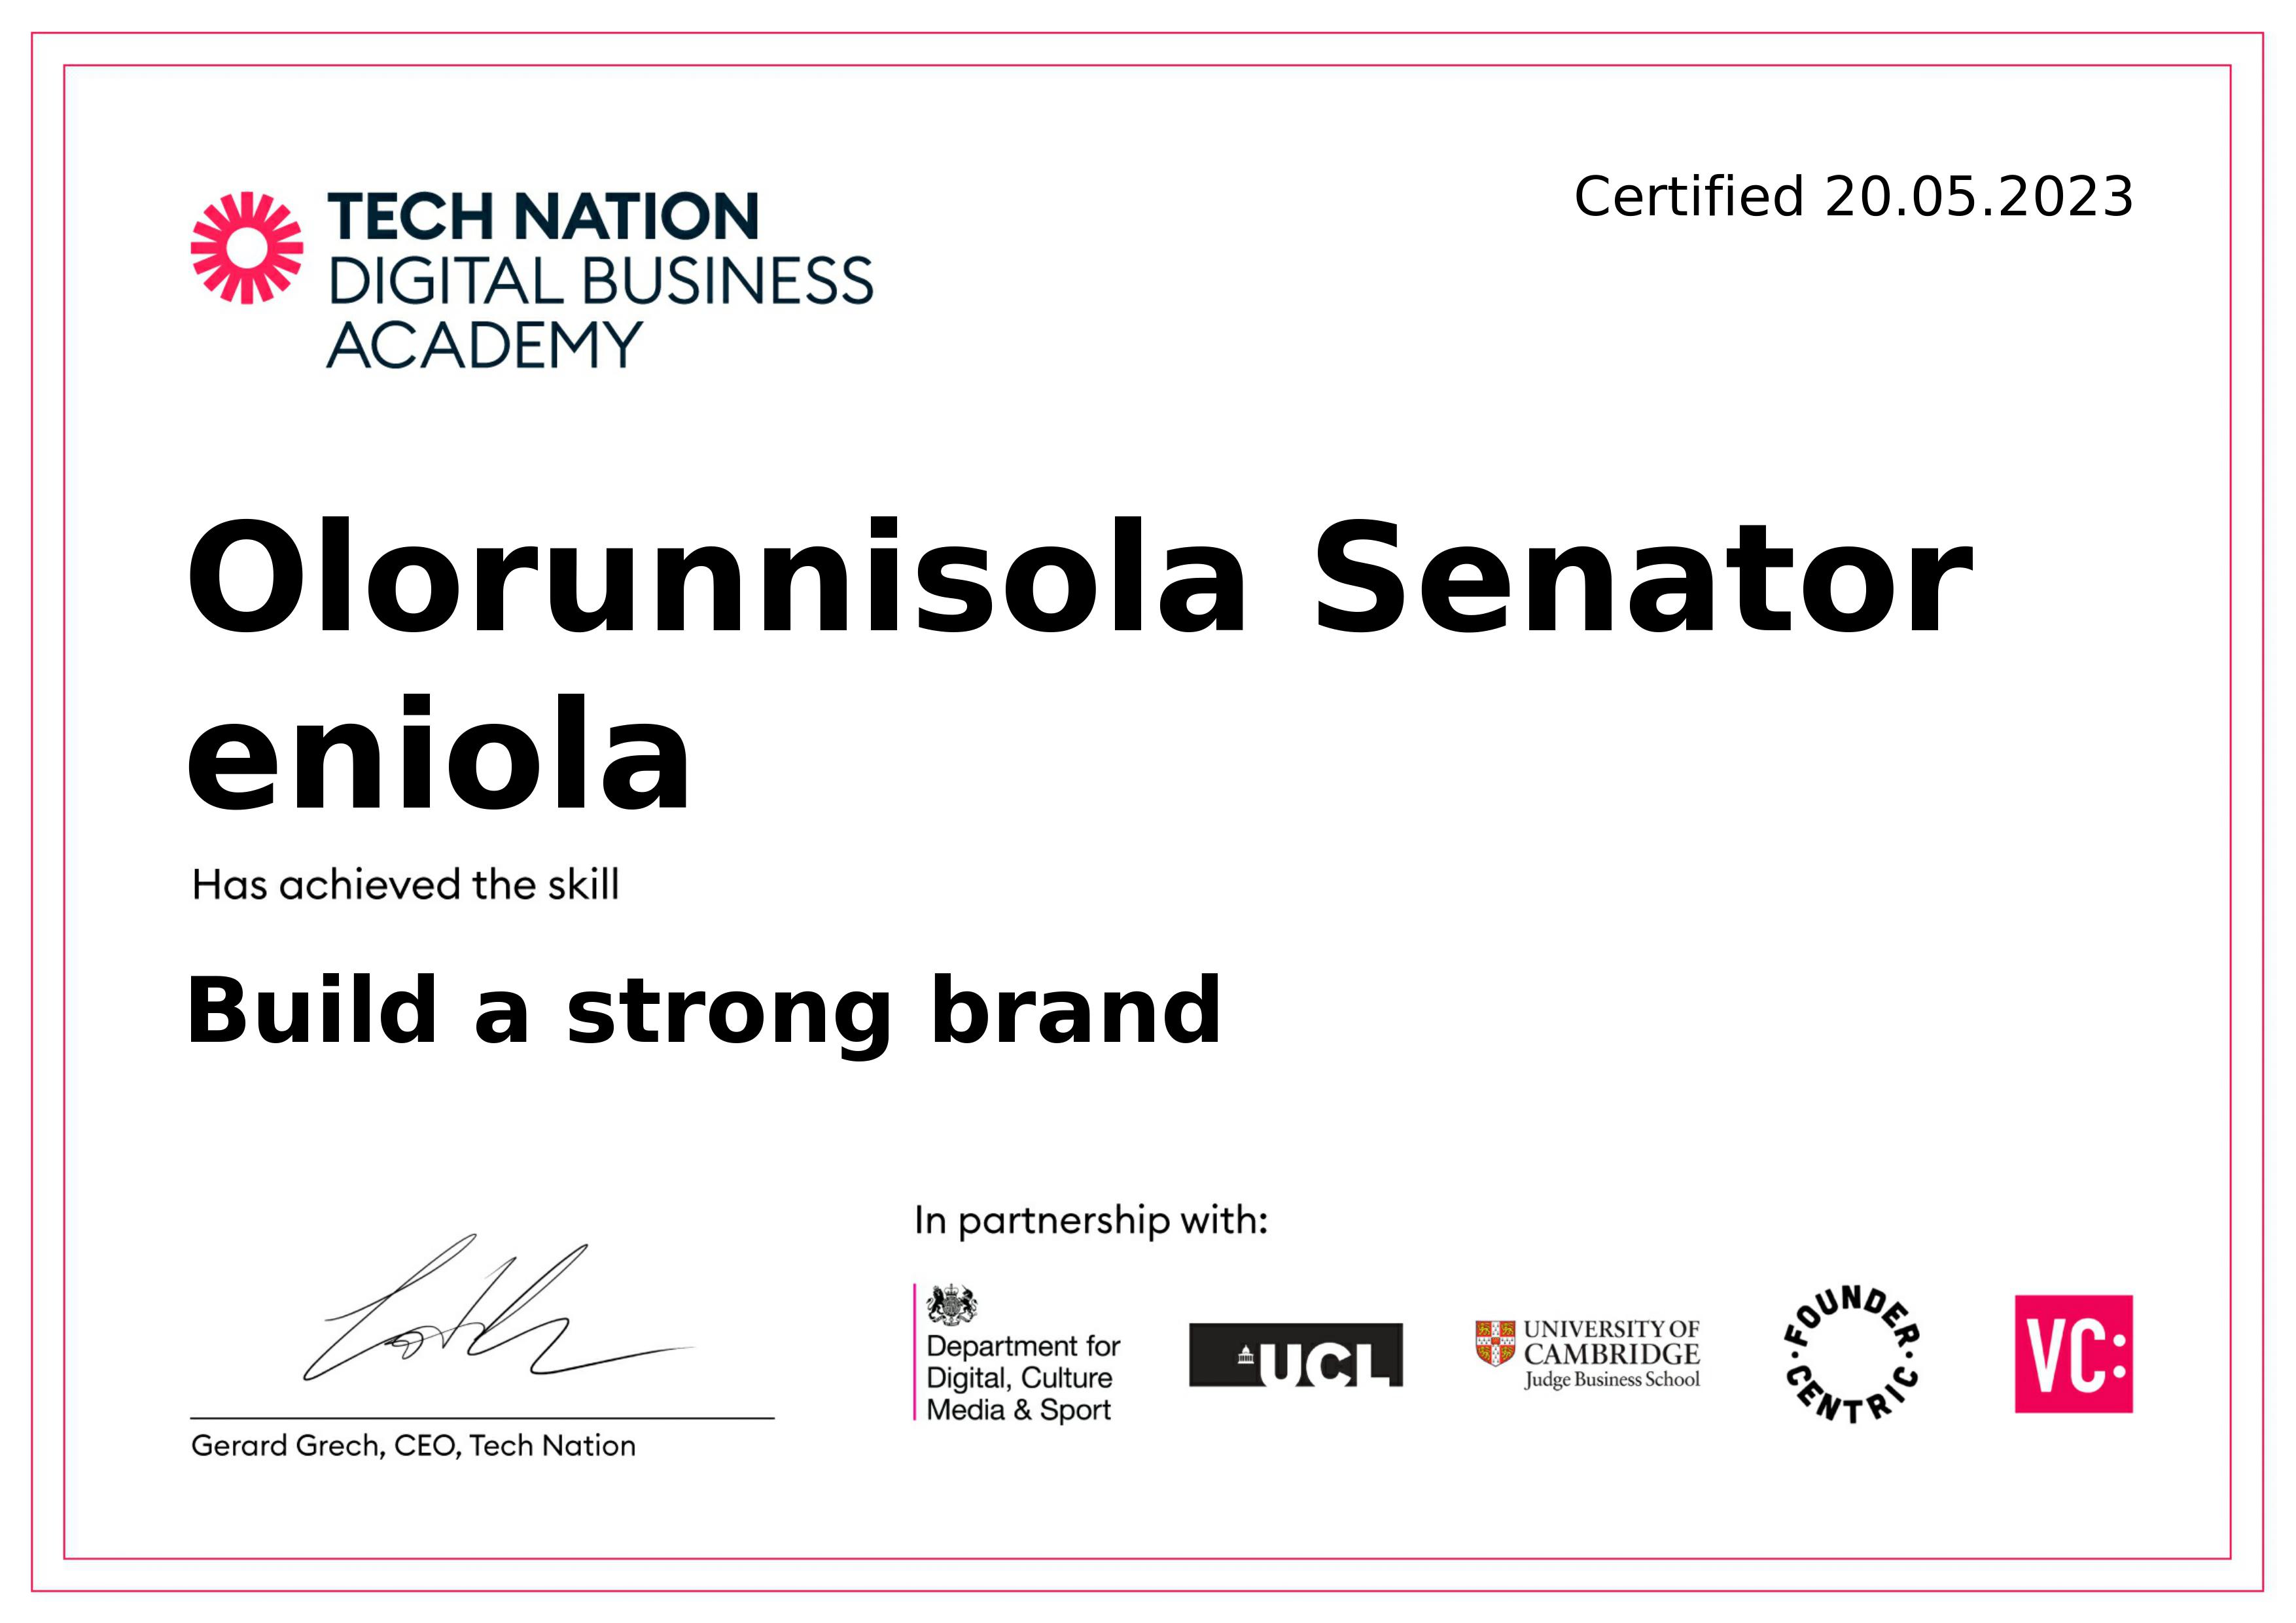 TECH NATION
DIGITAL BUSINESS
ACADEMY
Certified 20.05.2023
Olorunnisola Senator
eniola
Has achieved the skill
Build a strong brand
In partnership with:
Department for
Digital, Culture
Media & Sport
UCL
UNIVERSITY OF
CAMBRIDGE
Judge Business School
FOUNDER
CENTRIC
VC:
Gerard Grech, CEO, Tech Nation